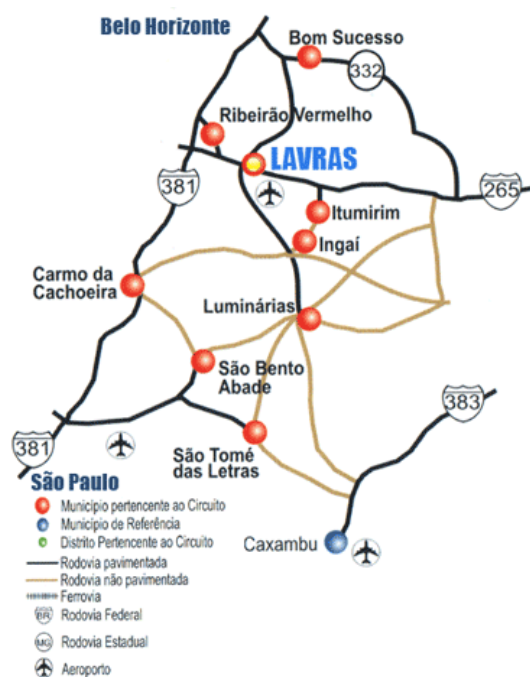 Belo Horizonte
Bom Sucesso
332
Ribeirão Vermelho
LAVRAS
381
265
Itumirim
Ingaí
Carmo da
Cachoeira
Luminárias
São Bento
Abade
383
381
São Tomé
das Letras
São Paulo
Município pertencente ao Circuito
Município de Referência
Distrito Pertencente ao Circuito
Caxambu
Rodovia pavimentada
Rodovia não pavimentada
Ferrovia
BR Rodovia Federal
MG Rodovia Estadual
Aeroporto